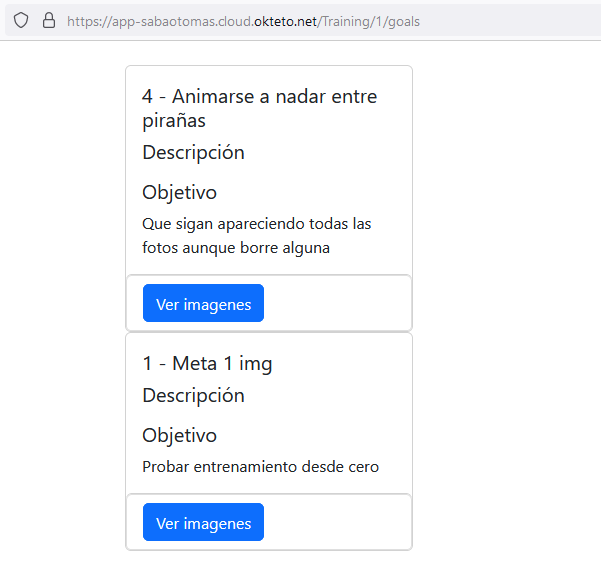 https://app-sabaotomas.cloud.okteto.net/Training/1/goals
4 - Animarse a nadar entre
pirañas
Descripción
Objetivo
Que sigan apareciendo todas las
fotos aunque borre alguna
Ver imagenes
1 - Meta 1 img
Descripción
Objetivo
Probar entrenamiento desde cero
Ver imagenes